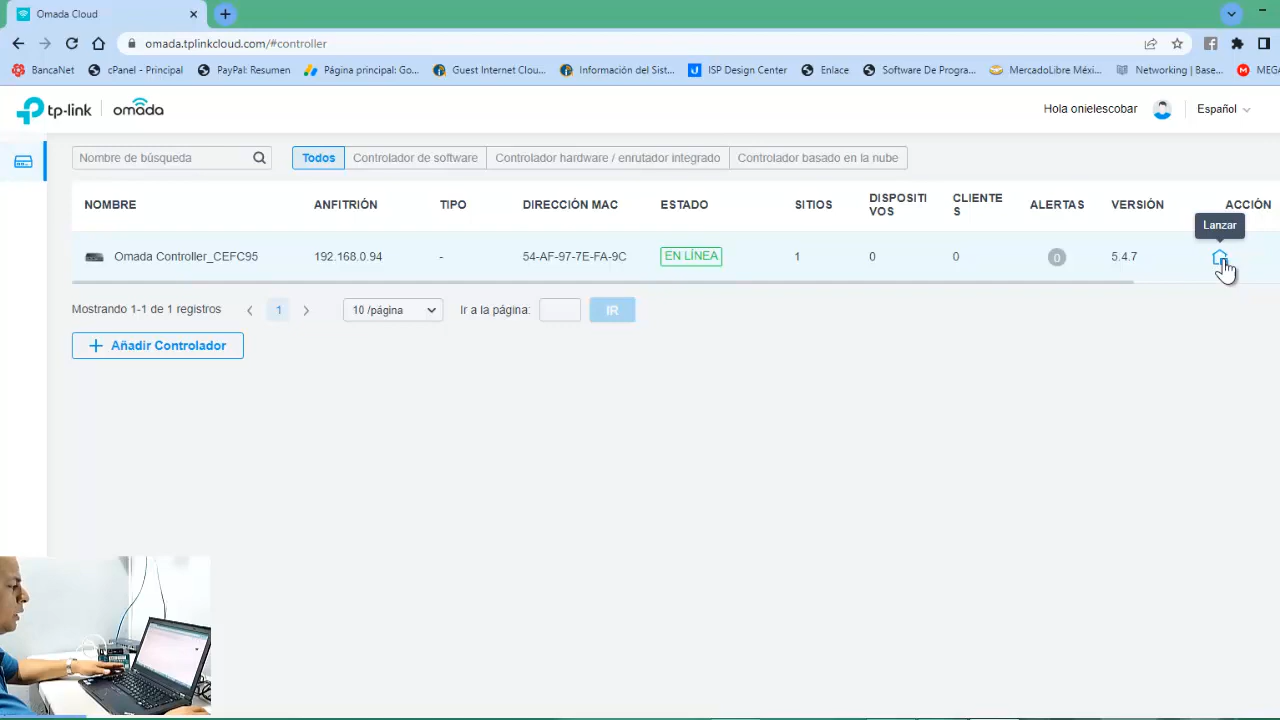 Omada Cloud
omada.tplinkcloud.com/#controller
BancaNet cPanel - Principal PayPal: Resumen Página principal: Go... Guest Internet Clou... Información del Sist... ISP Design Center Enlace Software De Progra... MercadoLibre Méxi... Networking | Base... MEGA
tp-link | omada Hola onielescobar Español
Nombre de búsqueda Todos Controlador de software Controlador hardware / enrutador integrado. Controlador basado en la nube
NOMBRE ANFITRIÓN TIPO DIRECCIÓN MAC ESTADO SITIOS DISPOSITI CLIENTE ALERTAS VERSIÓN ACCIÓN
VOS S
Lanzar
Omada Controller_CEFC95 192.168.0.94 - 54-AF-97-7E-FA-9C EN LÍNEA 1 0 0 0 5.4.7
Mostrando 1-1 de 1 registros < 1 > 10 /página Ir a la página: IR
+ Añadir Controlador